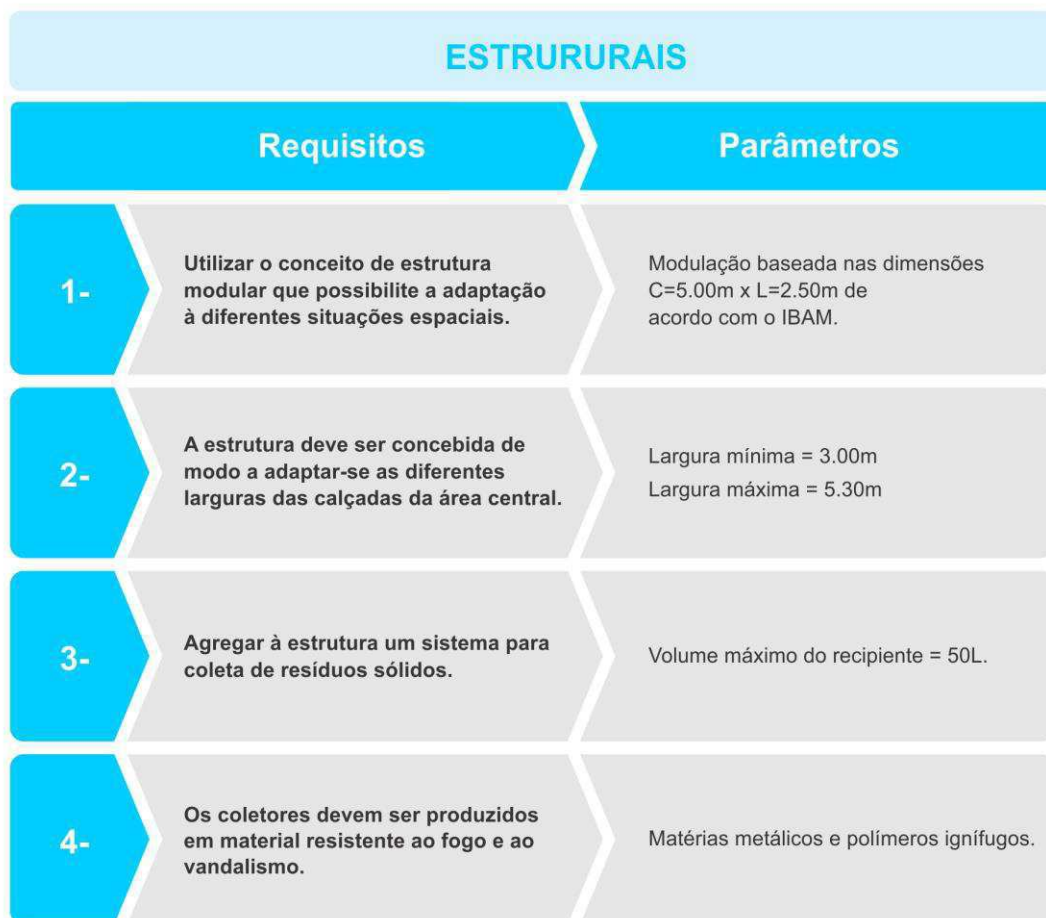 ESTRURURAIS
Requisitos
Parâmetros
1-
Utilizar o conceito de estrutura
modular que possibilite a adaptação
à diferentes situações espaciais.
Modulação baseada nas dimensões
C=5.00m x L=2.50m de
acordo com o IBAM.
2-
A estrutura deve ser concebida de
modo a adaptar-se as diferentes
larguras das calçadas da área central.
Largura mínima = 3.00m
Largura máxima = 5.30m
3-
Agregar à estrutura um sistema para
coleta de resíduos sólidos.
Volume máximo do recipiente = 50L.
4-
Os coletores devem ser produzidos
em material resistente ao fogo e ao
vandalismo.
Matérias metálicos e polímeros ignífugos.